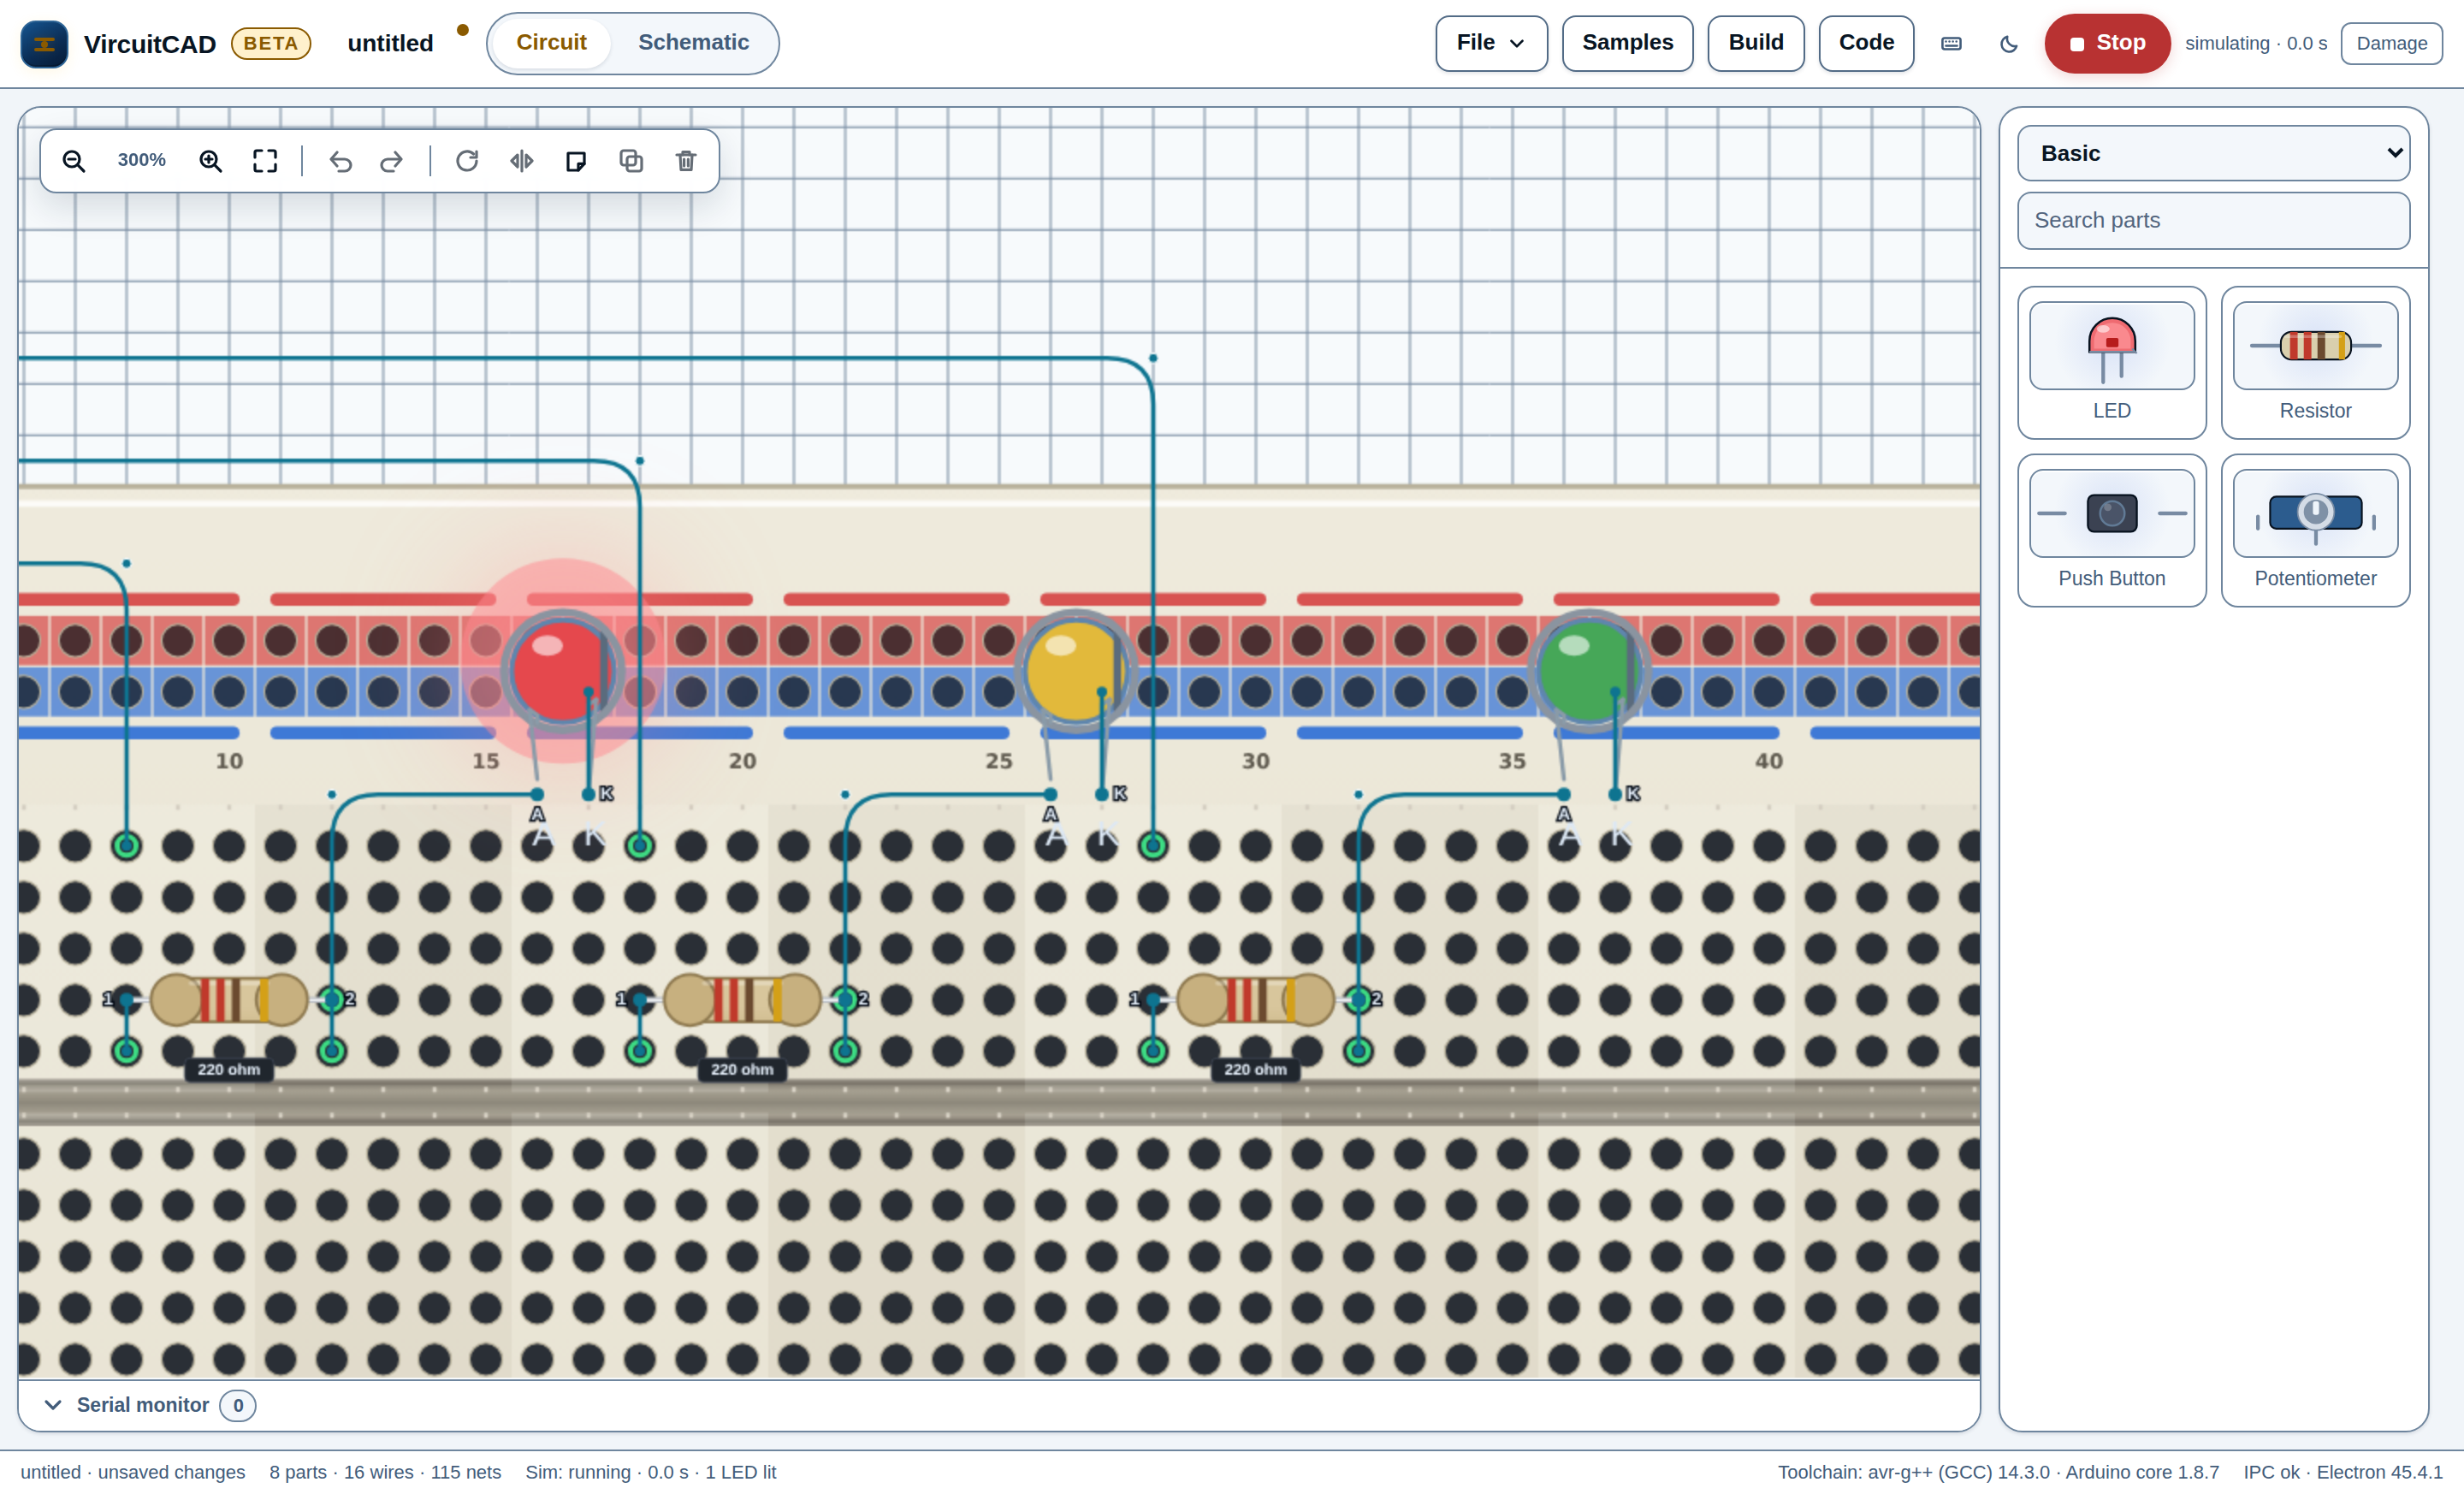 VircuitCAD BETA untitled Circuit Schematic File Samples Build Code Stop simulating · 0.0 s Damage
300%
Basic
Search parts
LED Resistor
Push Button Potentiometer
10 15 20 25 30 35 40
K K K
A A A
A K A K A K
1 2 1 2 1 2
220 ohm 220 ohm 220 ohm
Serial monitor 0
untitled · unsaved changes 8 parts · 16 wires · 115 nets Sim: running · 0.0 s · 1 LED lit Toolchain: avr-g++ (GCC) 14.3.0 · Arduino core 1.8.7 IPC ok · Electron 45.4.1